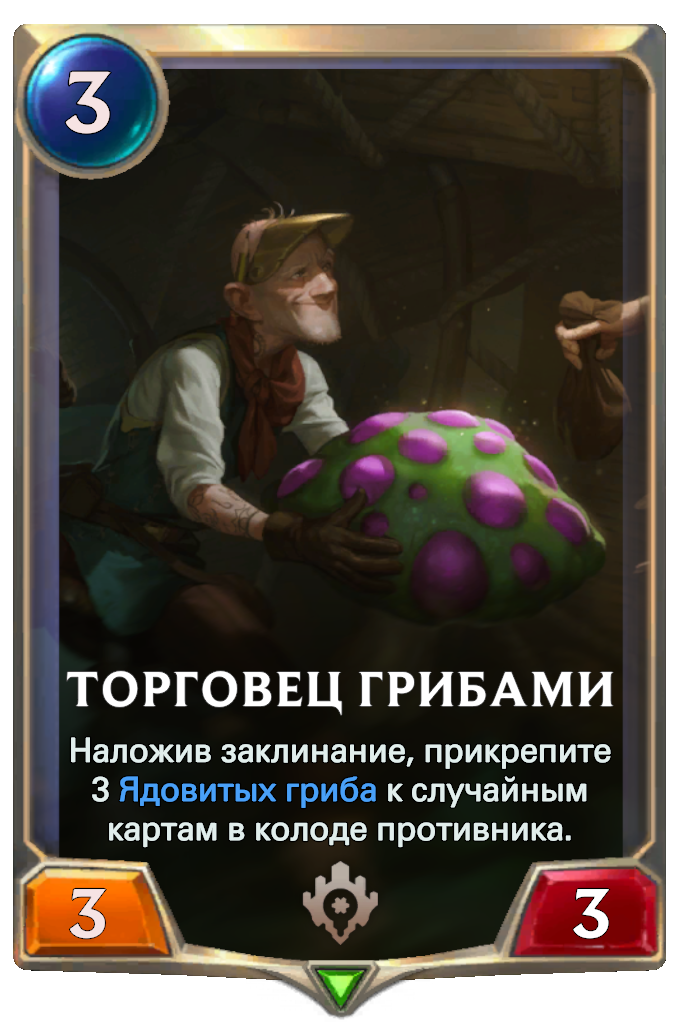 3
ТОРГОВЕЦ ГРИБАМИ
Наложив заклинание, прикрепите
3 Ядовитых гриба к случайным
картам в колоде противника.
3
3